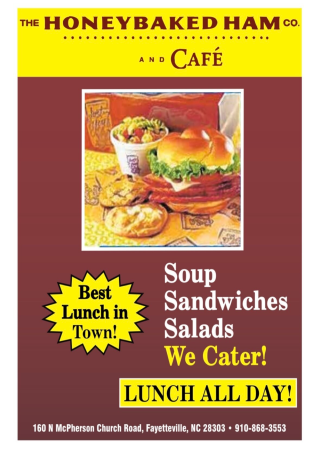 THE HONEYBAKED HAM CO.
AND CAFÉ
Best
Lunch in
Town!
Soup
Sandwiches
Salads
We Cater!
LUNCH ALL DAY!
160 N McPherson Church Road, Fayetteville, NC 28303 • 910-868-3553